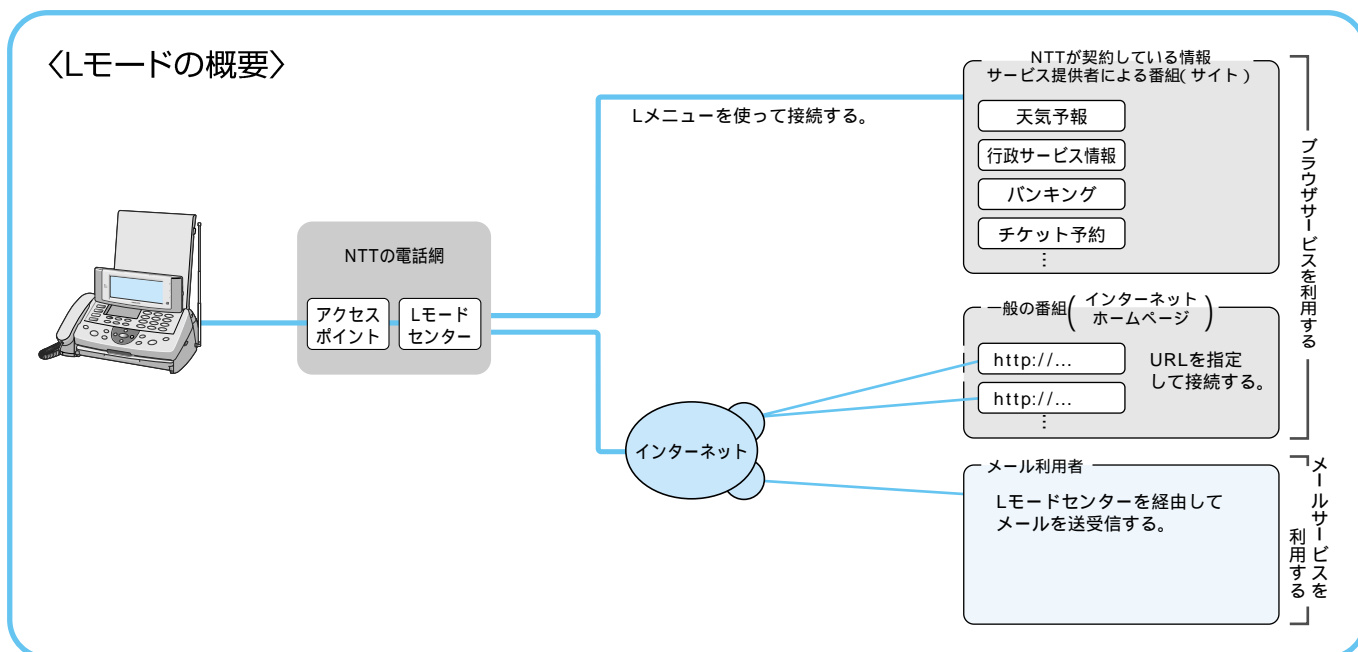 〈Lモードの概要〉
NTTが契約している情報
サービス提供者による番組(サイト)
Lメニューを使って接続する。
天気予報
行政サービス情報
バンキング
チケット予約
⋮
NTTの電話網
アクセス
ポイント
Lモード
センター
一般の番組(インターネット
ホームページ)
http://...
URLを指定
して接続する。
http://...
⋮
ブラウザサービスを利用する
インターネット
メール利用者
Lモードセンターを経由して
メールを送受信する。
メールサービスを
利用する